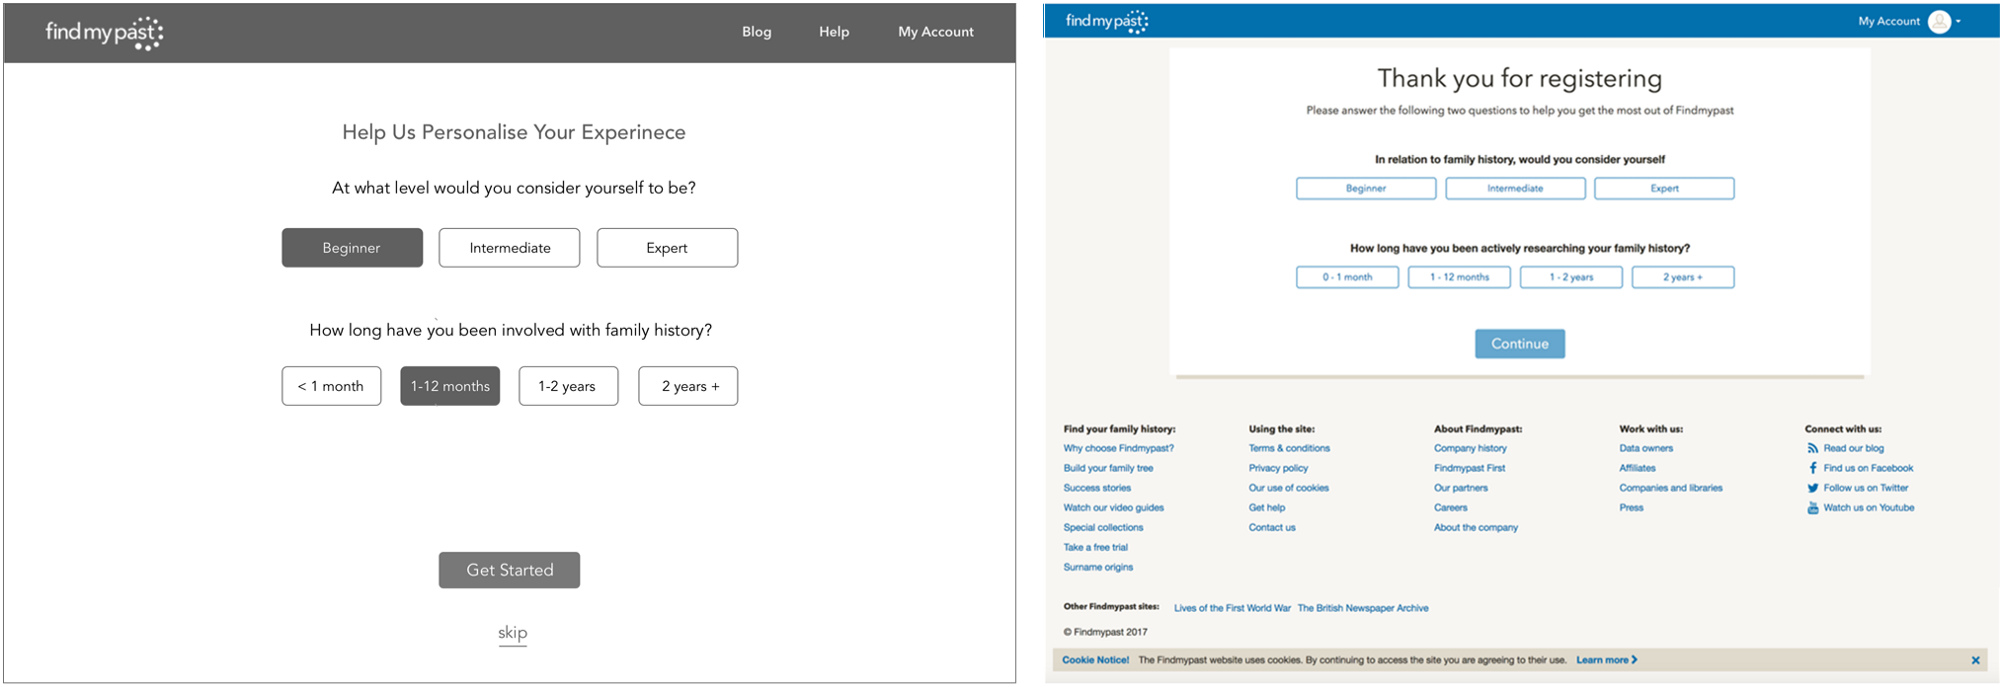 findmypast
Blog Help My Account
Help Us Personalise Your Experinece
At what level would you consider yourself to be?
Beginner Intermediate Expert
How long have you been involved with family history?
< 1 month 1-12 months 1-2 years 2 years +
Get Started
skip
findmypast
My Account
Thank you for registering
Please answer the following two questions to help you get the most out of Findmypast
In relation to family history, would you consider yourself
Beginner Intermediate Expert
How long have you been actively researching your family history?
0 - 1 month 1 - 12 months 1 - 2 years 2 years +
Continue
Find your family history:
Why choose Findmypast?
Build your family tree
Success stories
Watch our video guides
Special collections
Take a free trial
Surname origins
Using the site:
Terms & conditions
Privacy policy
Our use of cookies
Get help
Contact us
About Findmypast:
Company history
Findmypast First
Our partners
Careers
About the company
Work with us:
Data owners
Affiliates
Companies and libraries
Press
Connect with us:
Read our blog
Find us on Facebook
Follow us on Twitter
Watch us on Youtube
Other Findmypast sites: Lives of the First World War The British Newspaper Archive
© Findmypast 2017
Cookie Notice! The Findmypast website uses cookies. By continuing to access the site you are agreeing to their use. Learn more